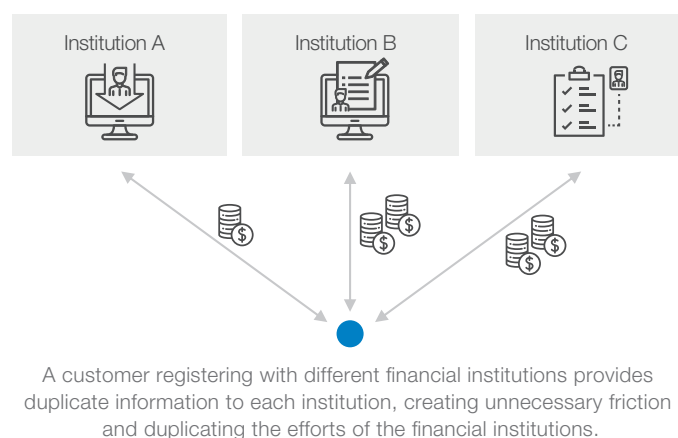 Institution A
Institution B
Institution C
$
$
$
$
$
A customer registering with different financial institutions provides
duplicate information to each institution, creating unnecessary friction
and duplicating the efforts of the financial institutions.